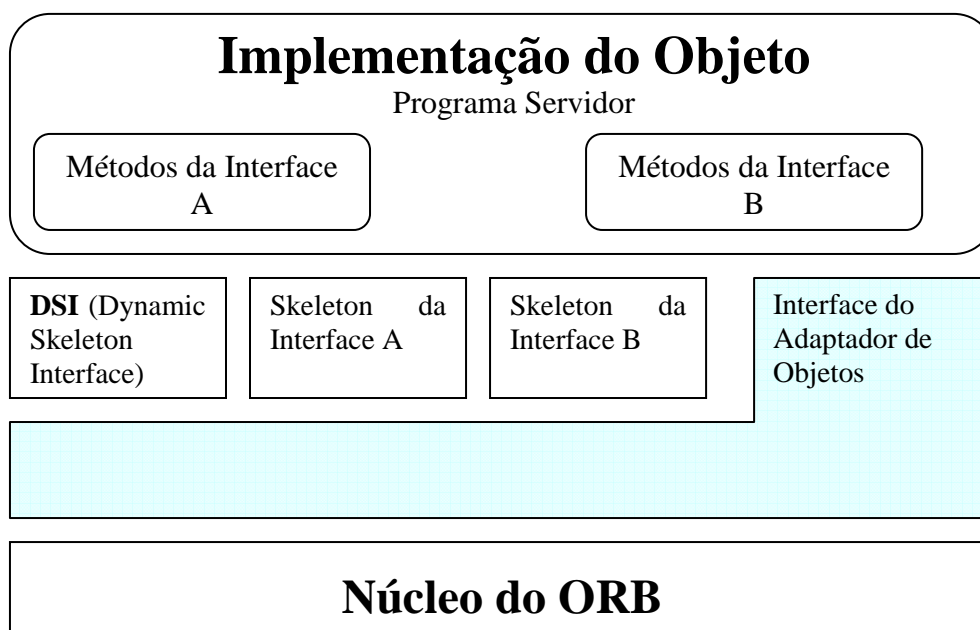 Implementação do Objeto
Programa Servidor
Métodos da Interface
A
Métodos da Interface
B
DSI (Dynamic
Skeleton
Interface)
Skeleton da
Interface A
Skeleton da
Interface B
Interface do
Adaptador de
Objetos
Núcleo do ORB